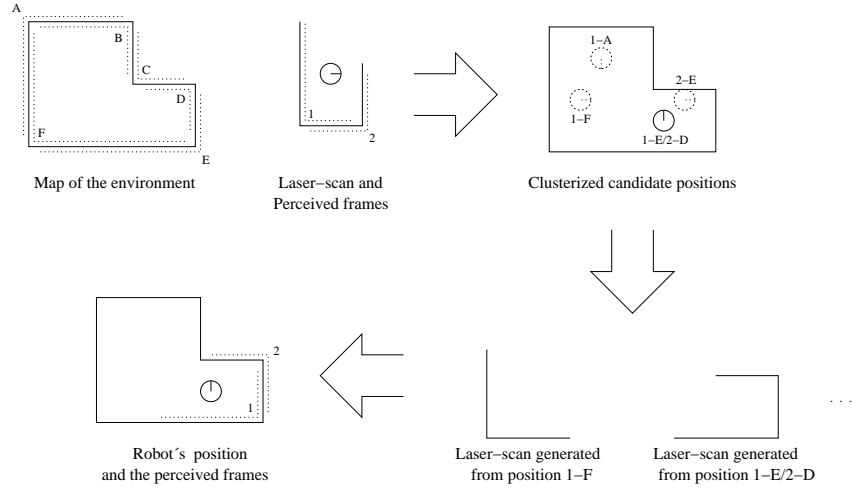 A
B
C
D
F
E
Map of the environment
1
2
Laser–scan and
Perceived frames
1–A
2–E
1–F
1–E/2–D
Clusterized candidate positions
2
1
Robot´s position
and the perceived frames
Laser–scan generated
from position 1–F
Laser–scan generated
from position 1–E/2–D
. . .